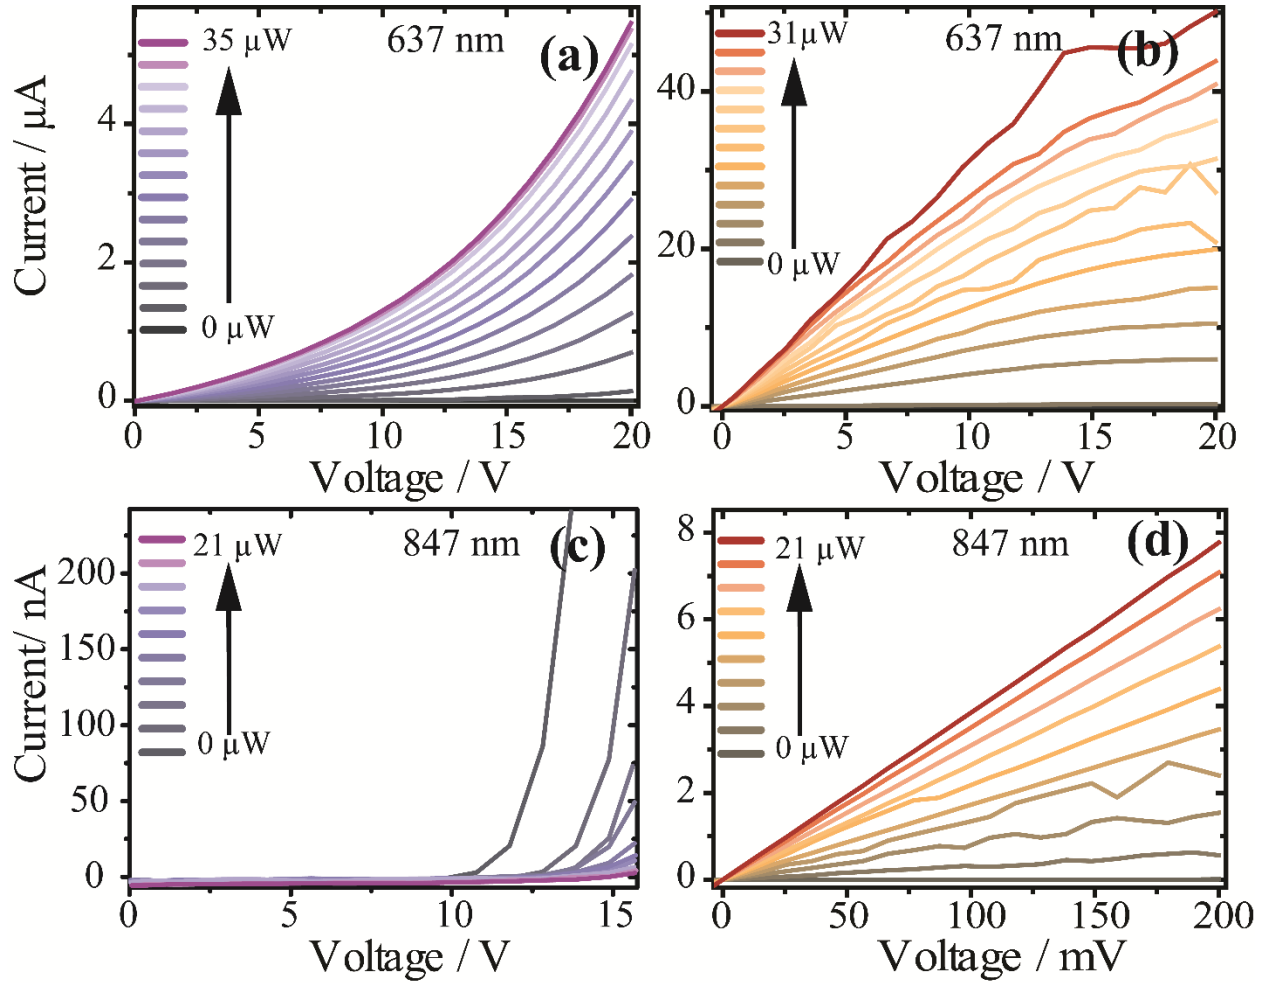 35 µW
637 nm
(a)
0 µW
Current / µA
4
2
0
0
5
10
15
20
Voltage / V
31µW
637 nm
(b)
0 µW
40
20
0
0
5
10
15
20
Voltage / V
21 µW
847 nm
(c)
0 µW
Current/ nA
200
150
100
50
0
0
5
10
15
Voltage / V
21 µW
847 nm
(d)
0 µW
8
6
4
2
0
0
50
100
150
200
Voltage / mV